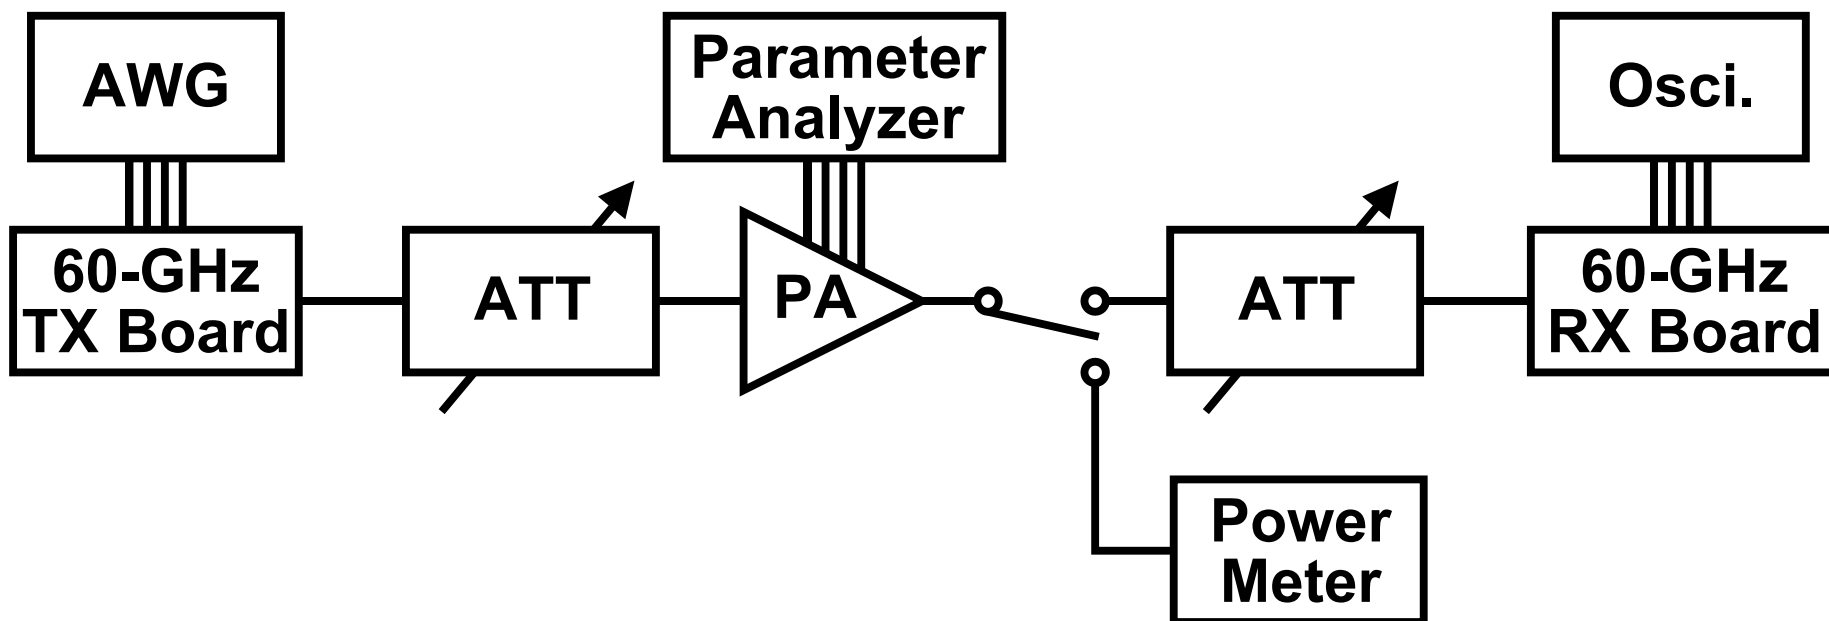 AWG
Parameter
Analyzer
Osci.
60-GHz
TX Board
ATT
PA
ATT
60-GHz
RX Board
Power
Meter